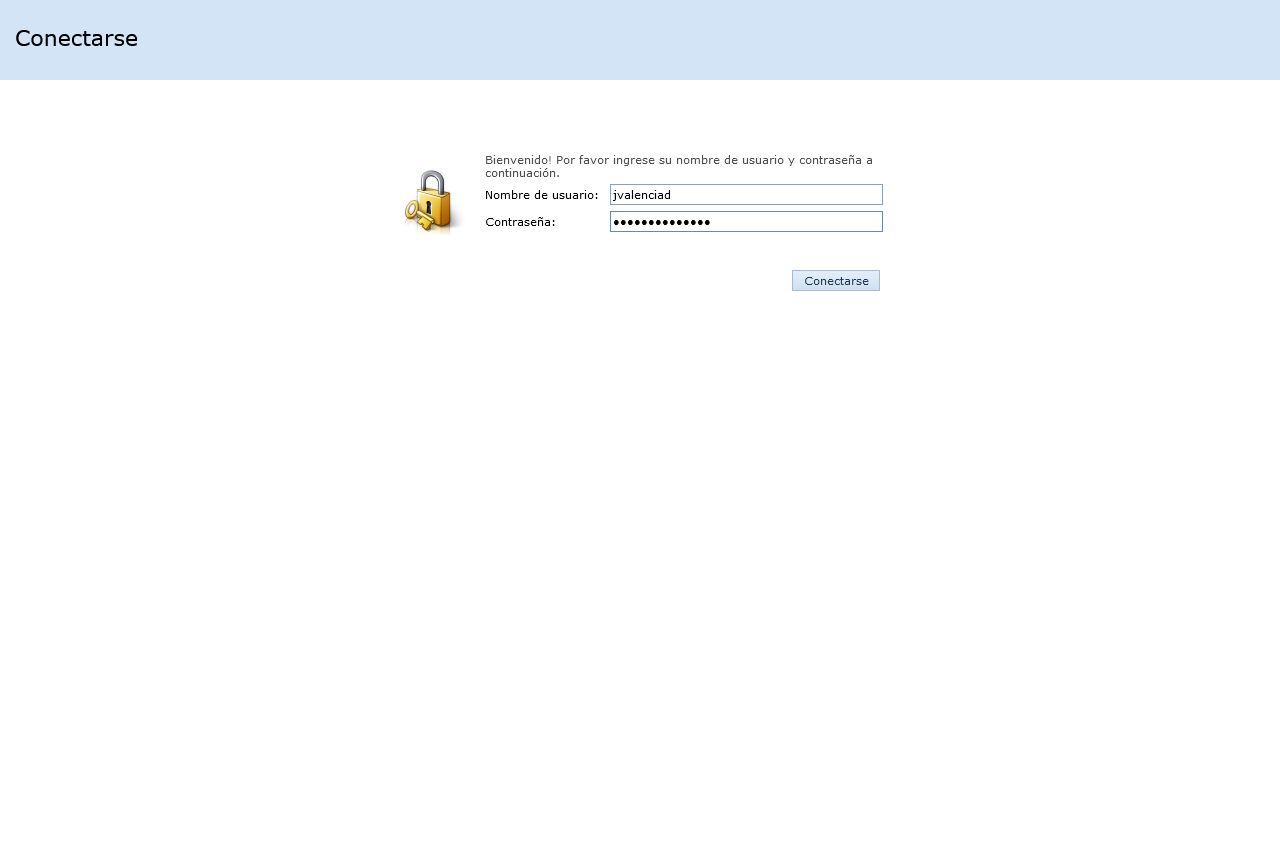 Conectarse
Bienvenido! Por favor ingrese su nombre de usuario y contraseña a
continuación.
Nombre de usuario: jvalenciad
Contraseña: ••••••••••••••
Conectarse